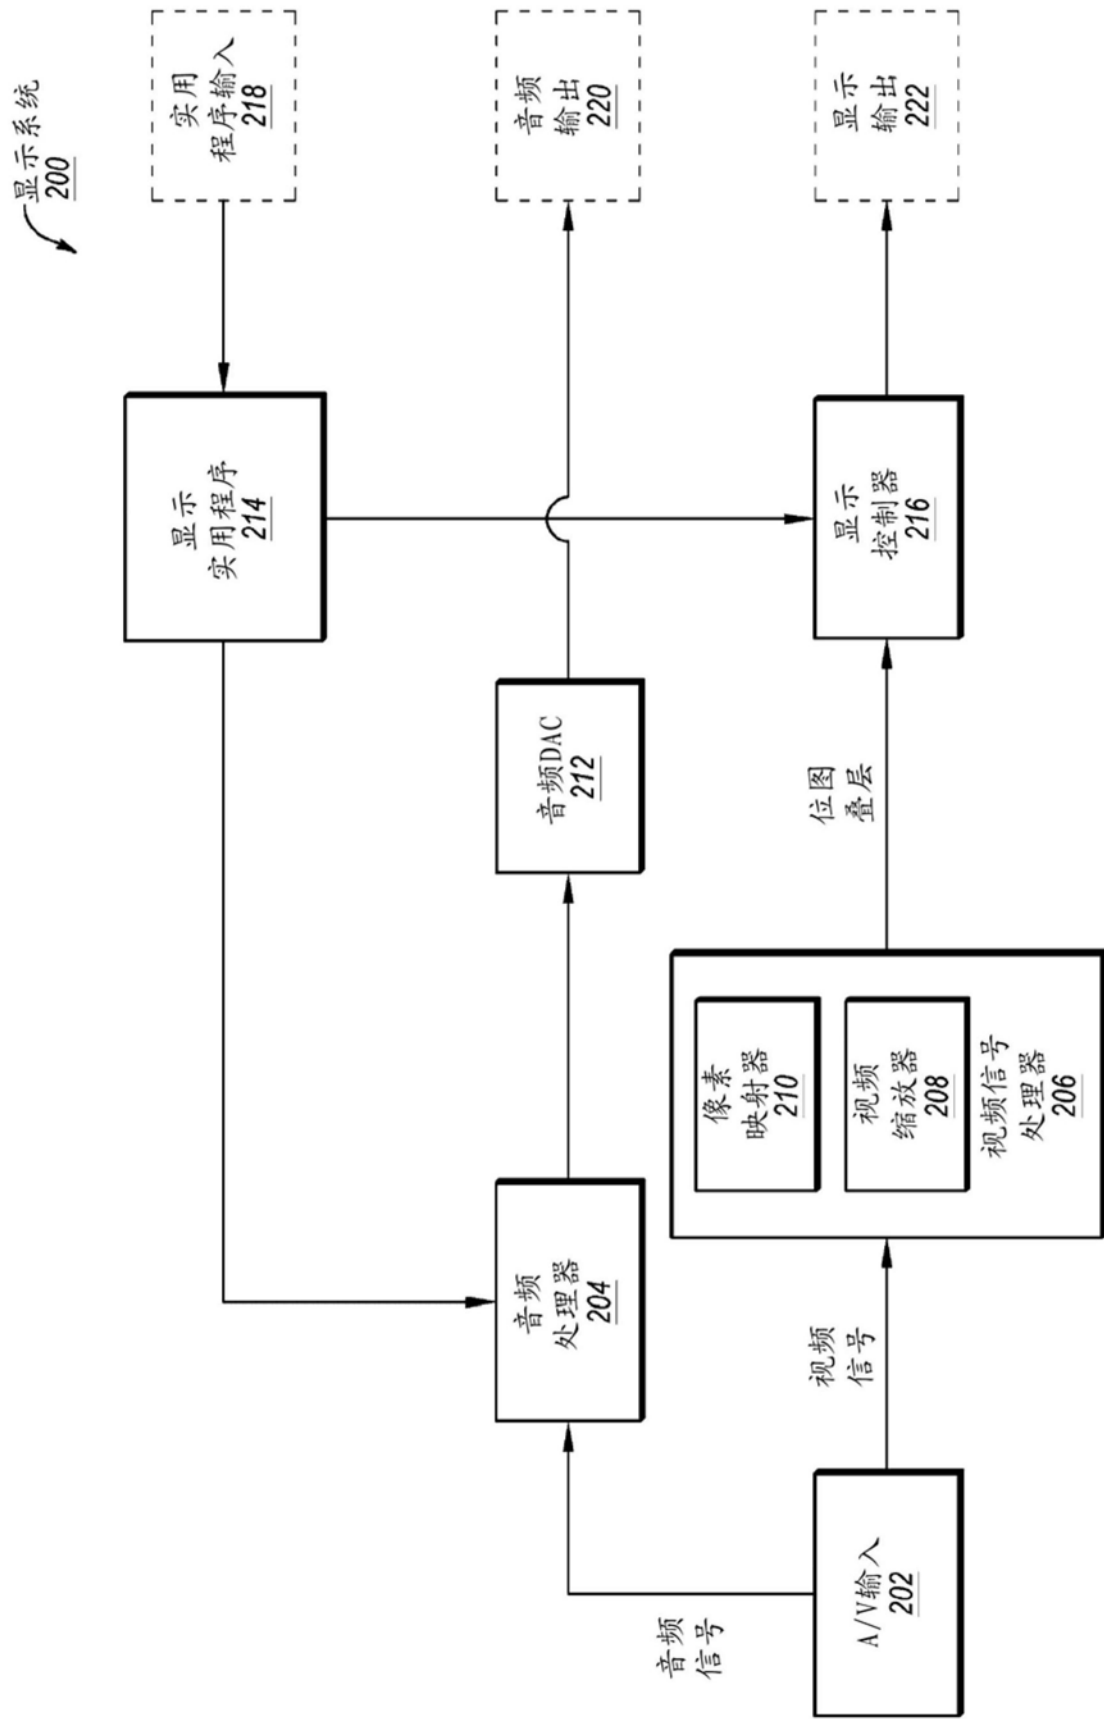 显示系统
200
实用
程序输入
218
显示
实用程序
214
音频
输出
220
音频DAC
212
音频
处理器
204
音频
信号
A/V输入
202
视频
信号
像素
映射器
210
视频
缩放器
208
视频信号
处理器
206
位图
叠层
显示
控制器
216
显示
输出
222